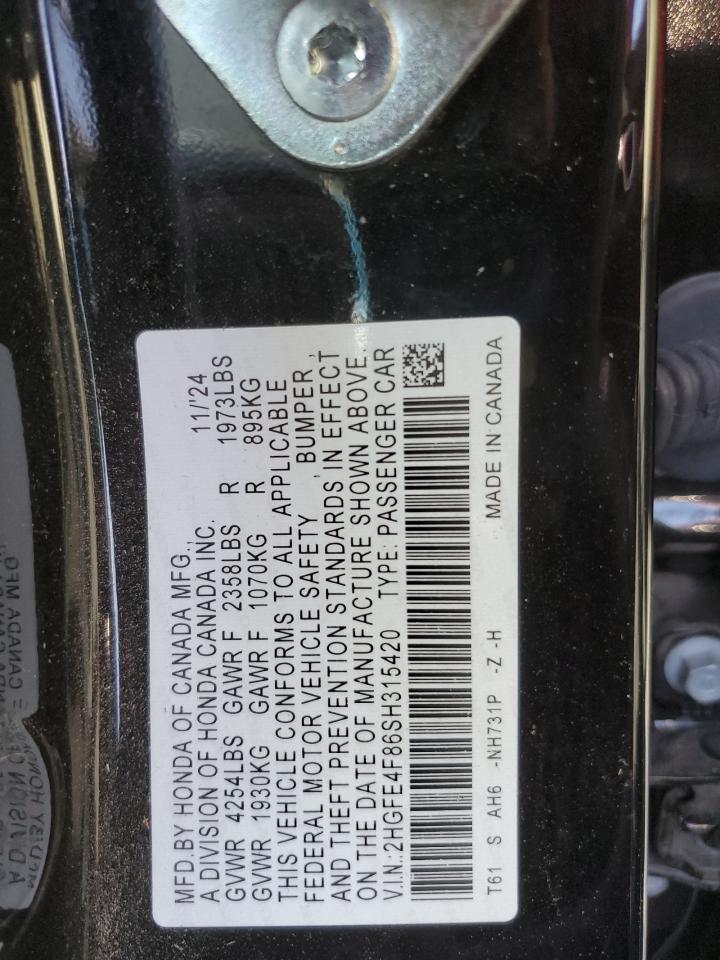 MFD.BY HONDA OF CANADA MFG., 11/'24
A DIVISION OF HONDA CANADA INC.
GVWR 4254LBS GAWR F 2358LBS R 1973LBS
GVWR 1930KG GAWR F 1070KG R 895KG
THIS VEHICLE CONFORMS TO ALL APPLICABLE
FEDERAL MOTOR VEHICLE SAFETY , BUMPER,
AND THEFT PREVENTION STANDARDS IN EFFECT
ON THE DATE OF MANUFACTURE SHOWN ABOVE.
V.I.N.:2HGFE4F86SH315420 TYPE: PASSENGER CAR
T61 S AH6 -NH731P -Z -H MADE IN CANADA